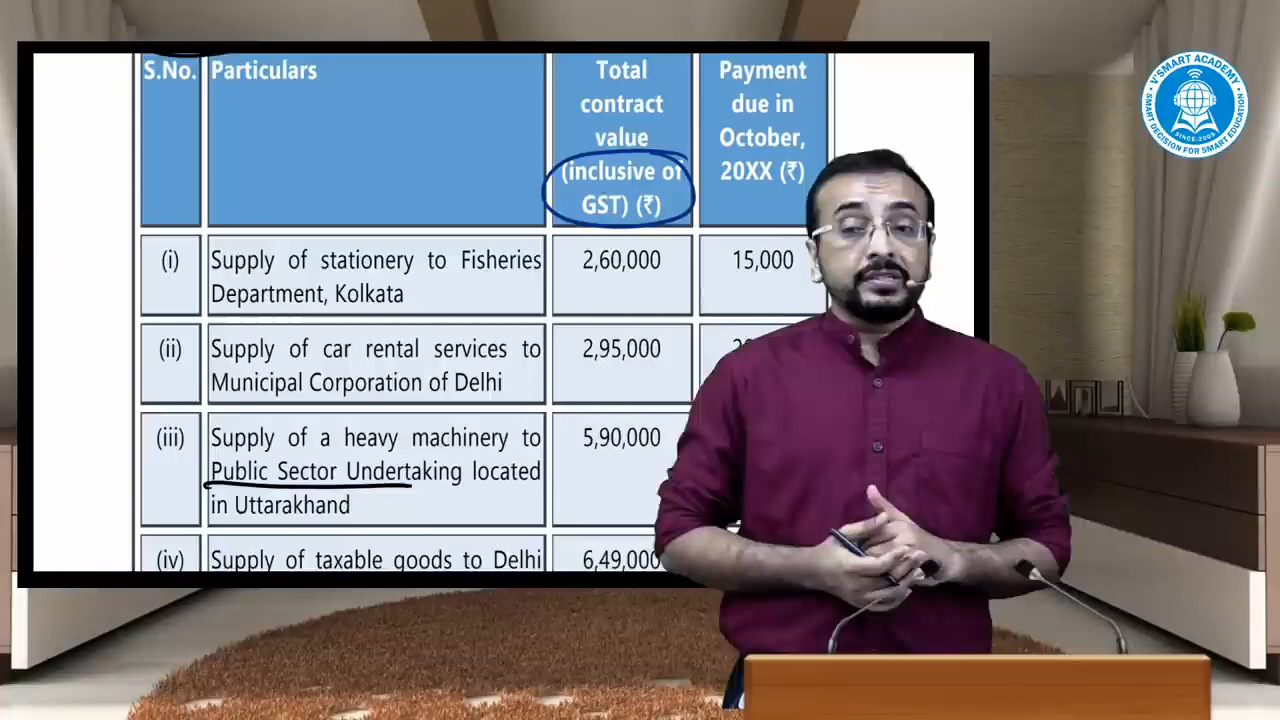 S.No.
Particulars
Total
contract
value
(inclusive of
GST) (₹)
Payment
due in
October,
20XX (₹)
(i)
Supply of stationery to Fisheries
Department, Kolkata
2,60,000
15,000
(ii)
Supply of car rental services to
Municipal Corporation of Delhi
2,95,000
(iii)
Supply of a heavy machinery to
Public Sector Undertaking located
in Uttarakhand
5,90,000
(iv)
Supply of taxable goods to Delhi
6,49,000
V'SMART ACADEMY
SINCE-2009
SMART DECISION FOR SMART EDUCATION